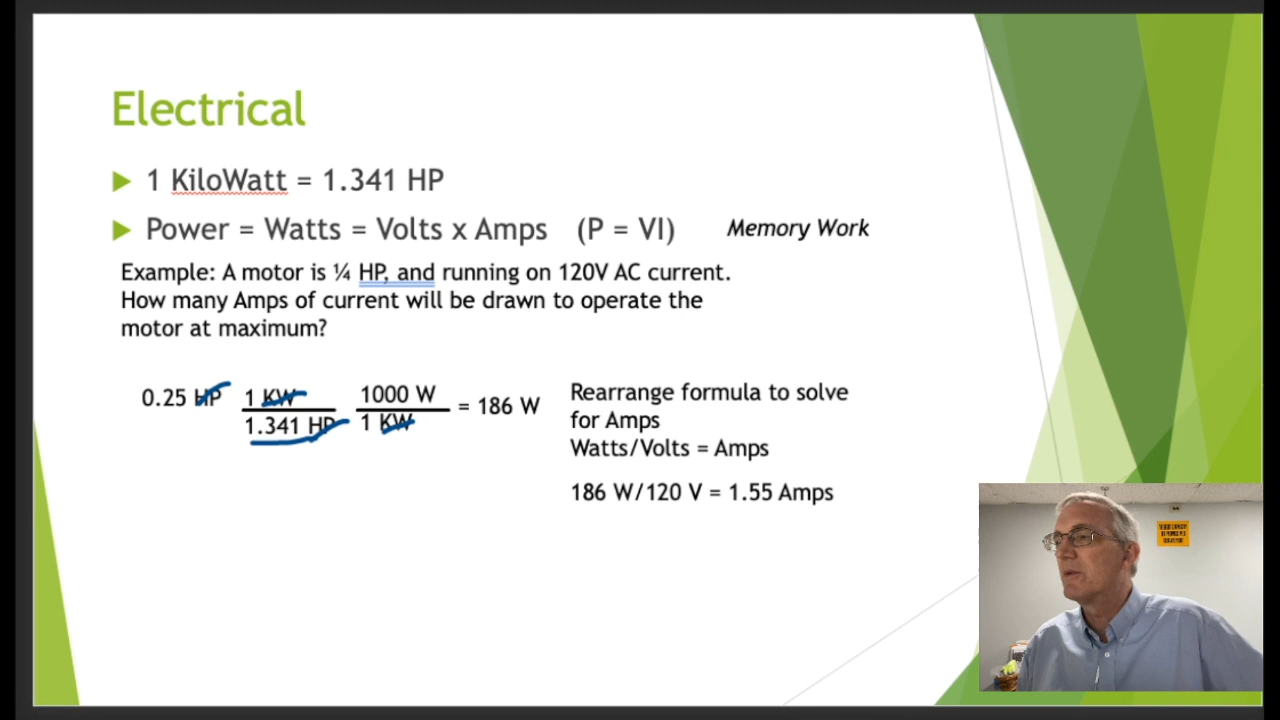 Electrical
1 KiloWatt = 1.341 HP
Power = Watts = Volts x Amps (P = VI) Memory Work
Example: A motor is ¼ HP, and running on 120V AC current.
How many Amps of current will be drawn to operate the
motor at maximum?
0.25 HP 1 KW 1000 W
1.341 HP 1 KW = 186 W
Rearrange formula to solve
for Amps
Watts/Volts = Amps
186 W/120 V = 1.55 Amps